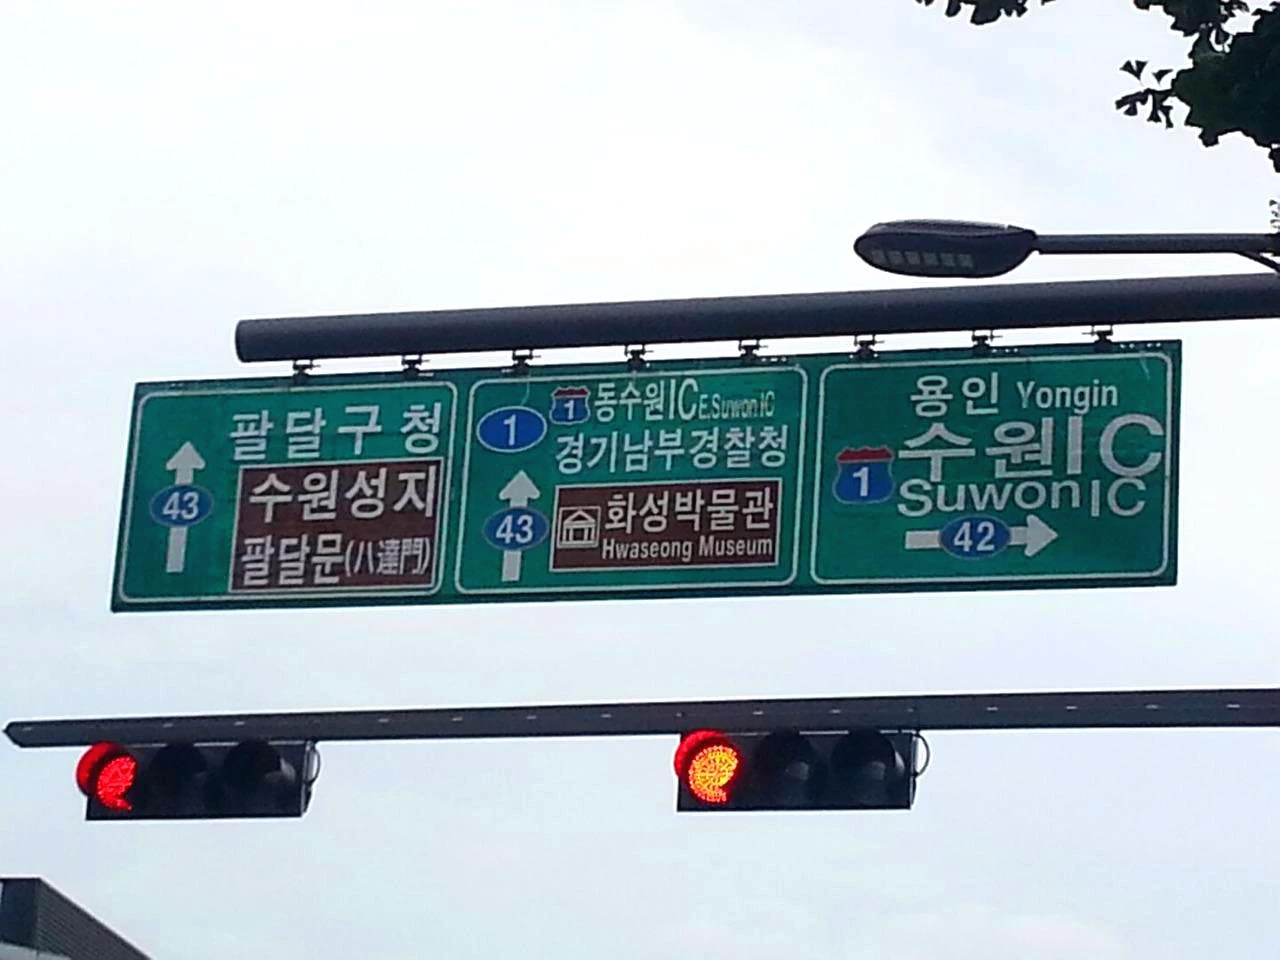 팔달구청
43
수원성지
팔달문(八達門)
1
1 동수원IC E.Suwon IC
경기남부경찰청
43
화성박물관
Hwaseong Museum
용인 Yongin
1
수원IC
Suwon IC
42